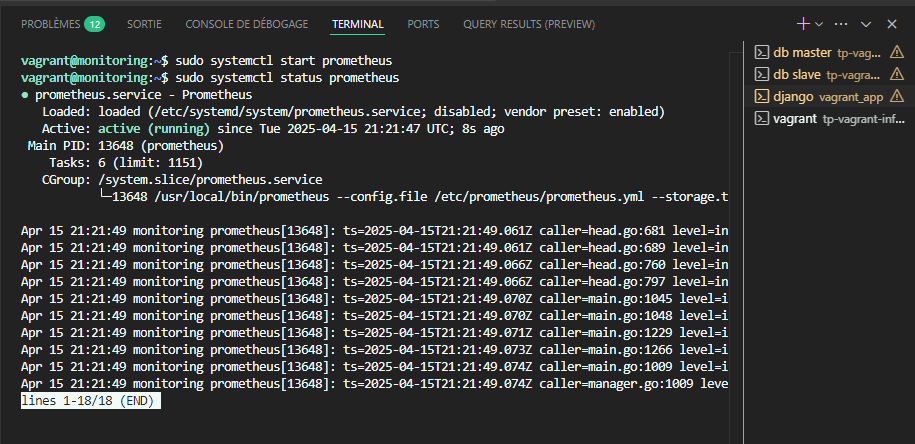 PROBLÈMES 12 SORTIE CONSOLE DE DÉBOGAGE TERMINAL PORTS QUERY RESULTS (PREVIEW)
vagrant@monitoring:~$ sudo systemctl start prometheus
vagrant@monitoring:~$ sudo systemctl status prometheus
● prometheus.service - Prometheus
Loaded: loaded (/etc/systemd/system/prometheus.service; disabled; vendor preset: enabled)
Active: active (running) since Tue 2025-04-15 21:21:47 UTC; 8s ago
Main PID: 13648 (prometheus)
Tasks: 6 (limit: 1151)
CGroup: /system.slice/prometheus.service
└─13648 /usr/local/bin/prometheus --config.file /etc/prometheus/prometheus.yml --storage.t
Apr 15 21:21:49 monitoring prometheus[13648]: ts=2025-04-15T21:21:49.061Z caller=head.go:681 level=in
Apr 15 21:21:49 monitoring prometheus[13648]: ts=2025-04-15T21:21:49.061Z caller=head.go:689 level=in
Apr 15 21:21:49 monitoring prometheus[13648]: ts=2025-04-15T21:21:49.066Z caller=head.go:760 level=in
Apr 15 21:21:49 monitoring prometheus[13648]: ts=2025-04-15T21:21:49.066Z caller=head.go:797 level=in
Apr 15 21:21:49 monitoring prometheus[13648]: ts=2025-04-15T21:21:49.070Z caller=main.go:1045 level=i
Apr 15 21:21:49 monitoring prometheus[13648]: ts=2025-04-15T21:21:49.070Z caller=main.go:1048 level=i
Apr 15 21:21:49 monitoring prometheus[13648]: ts=2025-04-15T21:21:49.071Z caller=main.go:1229 level=i
Apr 15 21:21:49 monitoring prometheus[13648]: ts=2025-04-15T21:21:49.073Z caller=main.go:1266 level=i
Apr 15 21:21:49 monitoring prometheus[13648]: ts=2025-04-15T21:21:49.074Z caller=main.go:1009 level=i
Apr 15 21:21:49 monitoring prometheus[13648]: ts=2025-04-15T21:21:49.074Z caller=manager.go:1009 leve
lines 1-18/18 (END)
db master tp-vag...
db slave tp-vagra...
django vagrant_app
vagrant tp-vagrant-inf...